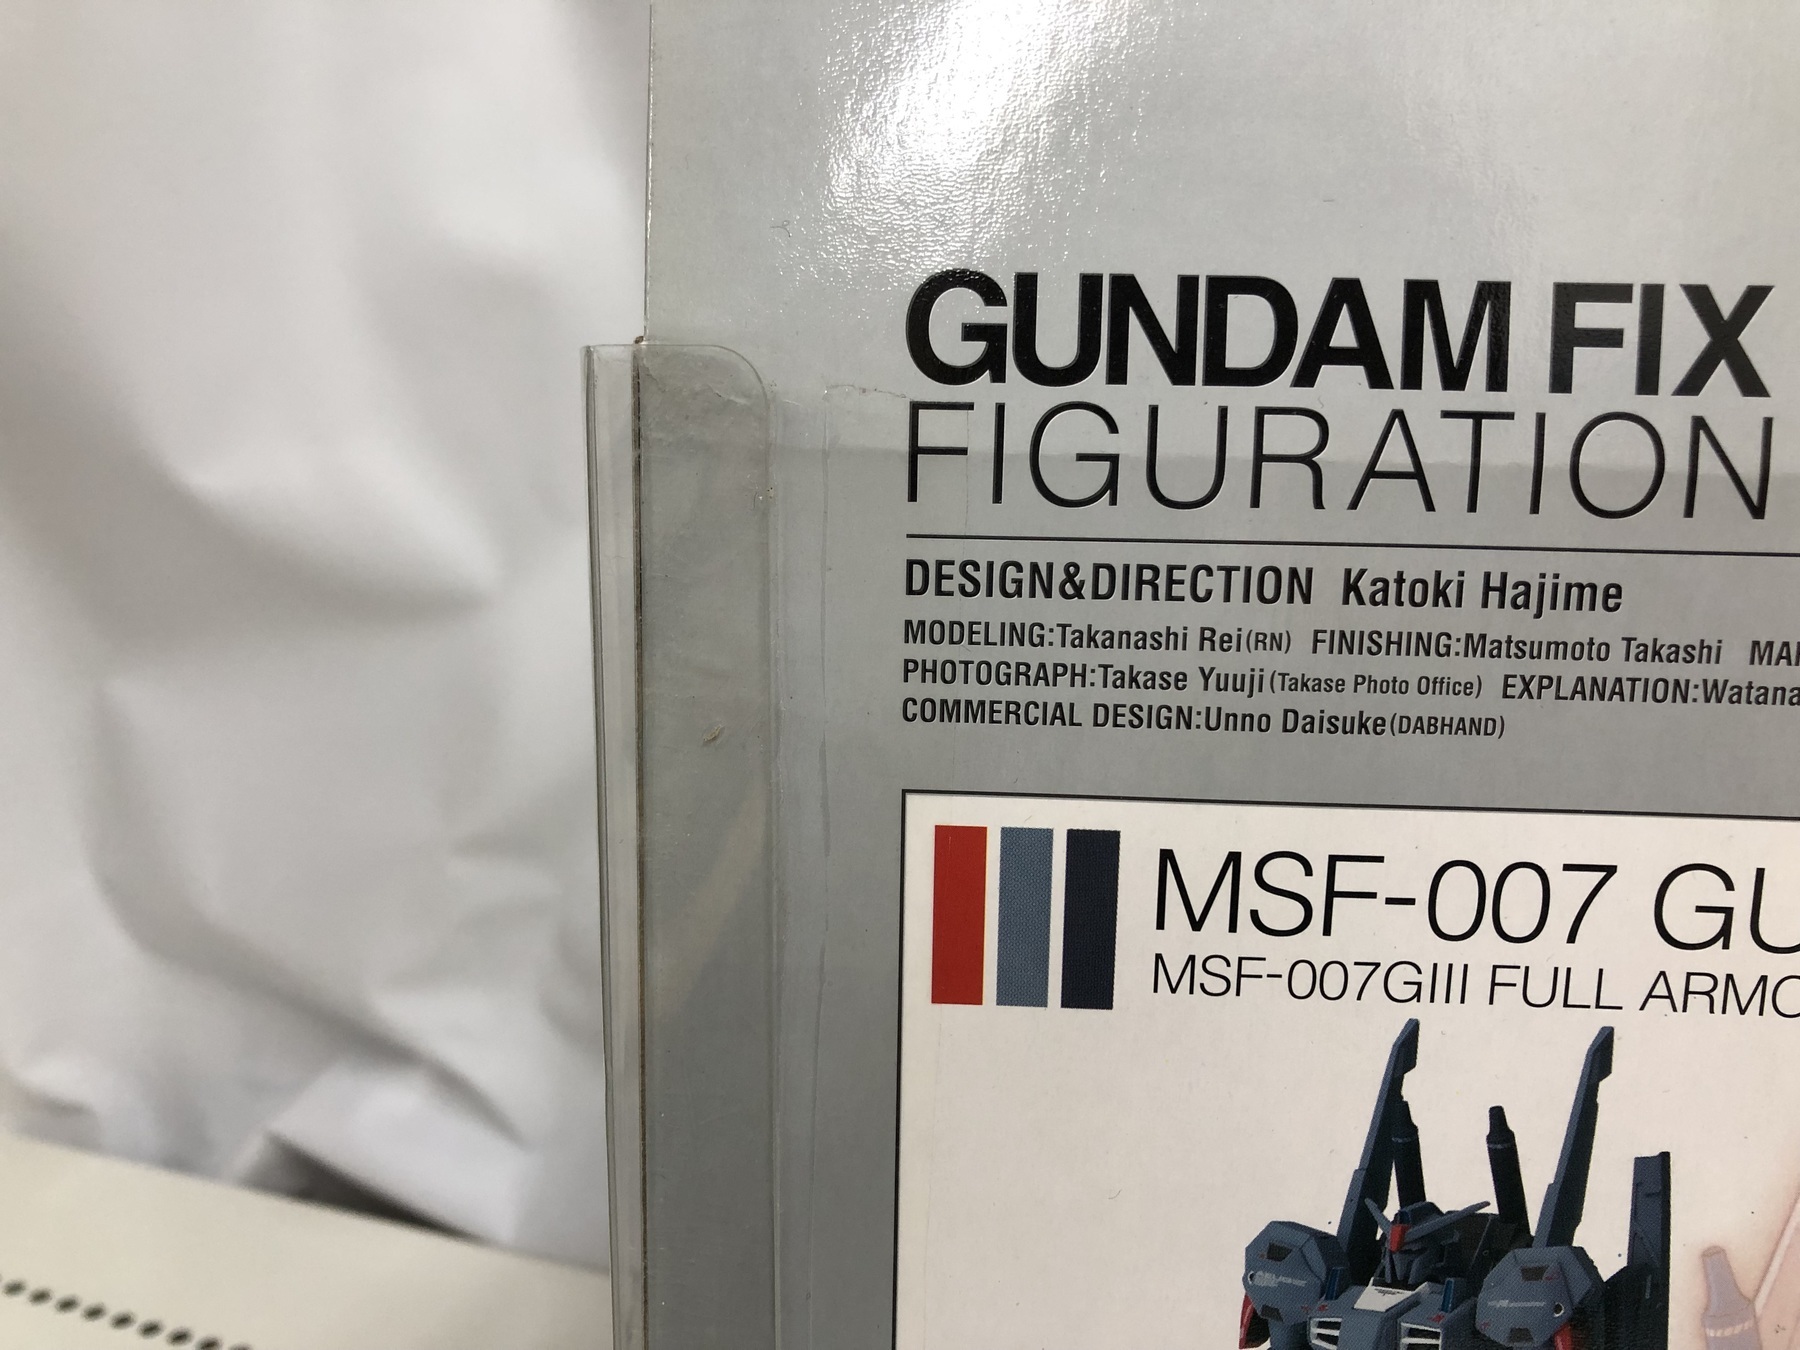 GUNDAM FIX
FIGURATION
DESIGN&DIRECTION Katoki Hajime
MODELING:Takanashi Rei(RN) FINISHING:Matsumoto Takashi
PHOTOGRAPH:Takase Yuuji(Takase Photo Office) EXPLANATION:
COMMERCIAL DESIGN:Unno Daisuke(DABHAND)
MSF-007
MSF-007GIII FULL